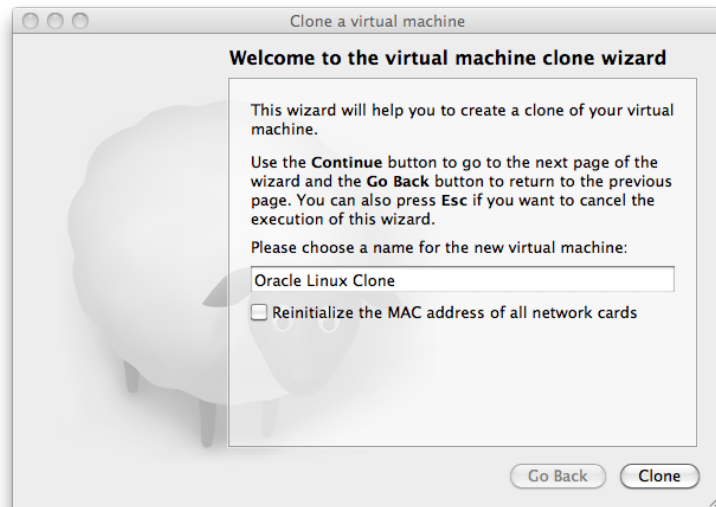 Clone a virtual machine
Welcome to the virtual machine clone wizard
This wizard will help you to create a clone of your virtual
machine.
Use the Continue button to go to the next page of the
wizard and the Go Back button to return to the previous
page. You can also press Esc if you want to cancel the
execution of this wizard.
Please choose a name for the new virtual machine:
Oracle Linux Clone
Reinitialize the MAC address of all network cards
Go Back
Clone